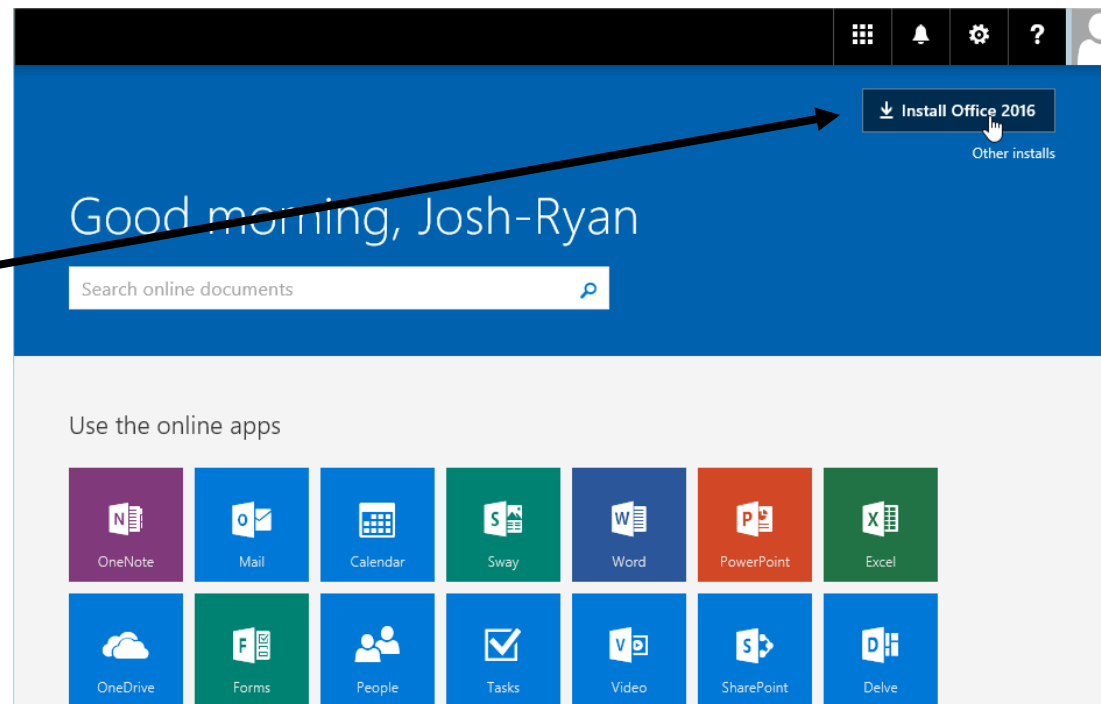 ?
Install Office 2016
Other installs
Good morning, Josh-Ryan
Search online documents
Use the online apps
N
OneNote
O
Mail
Calendar
S
Sway
W
Word
P
PowerPoint
X
Excel
OneDrive
F
Forms
People
Tasks
V
Video
S
SharePoint
D
Delve